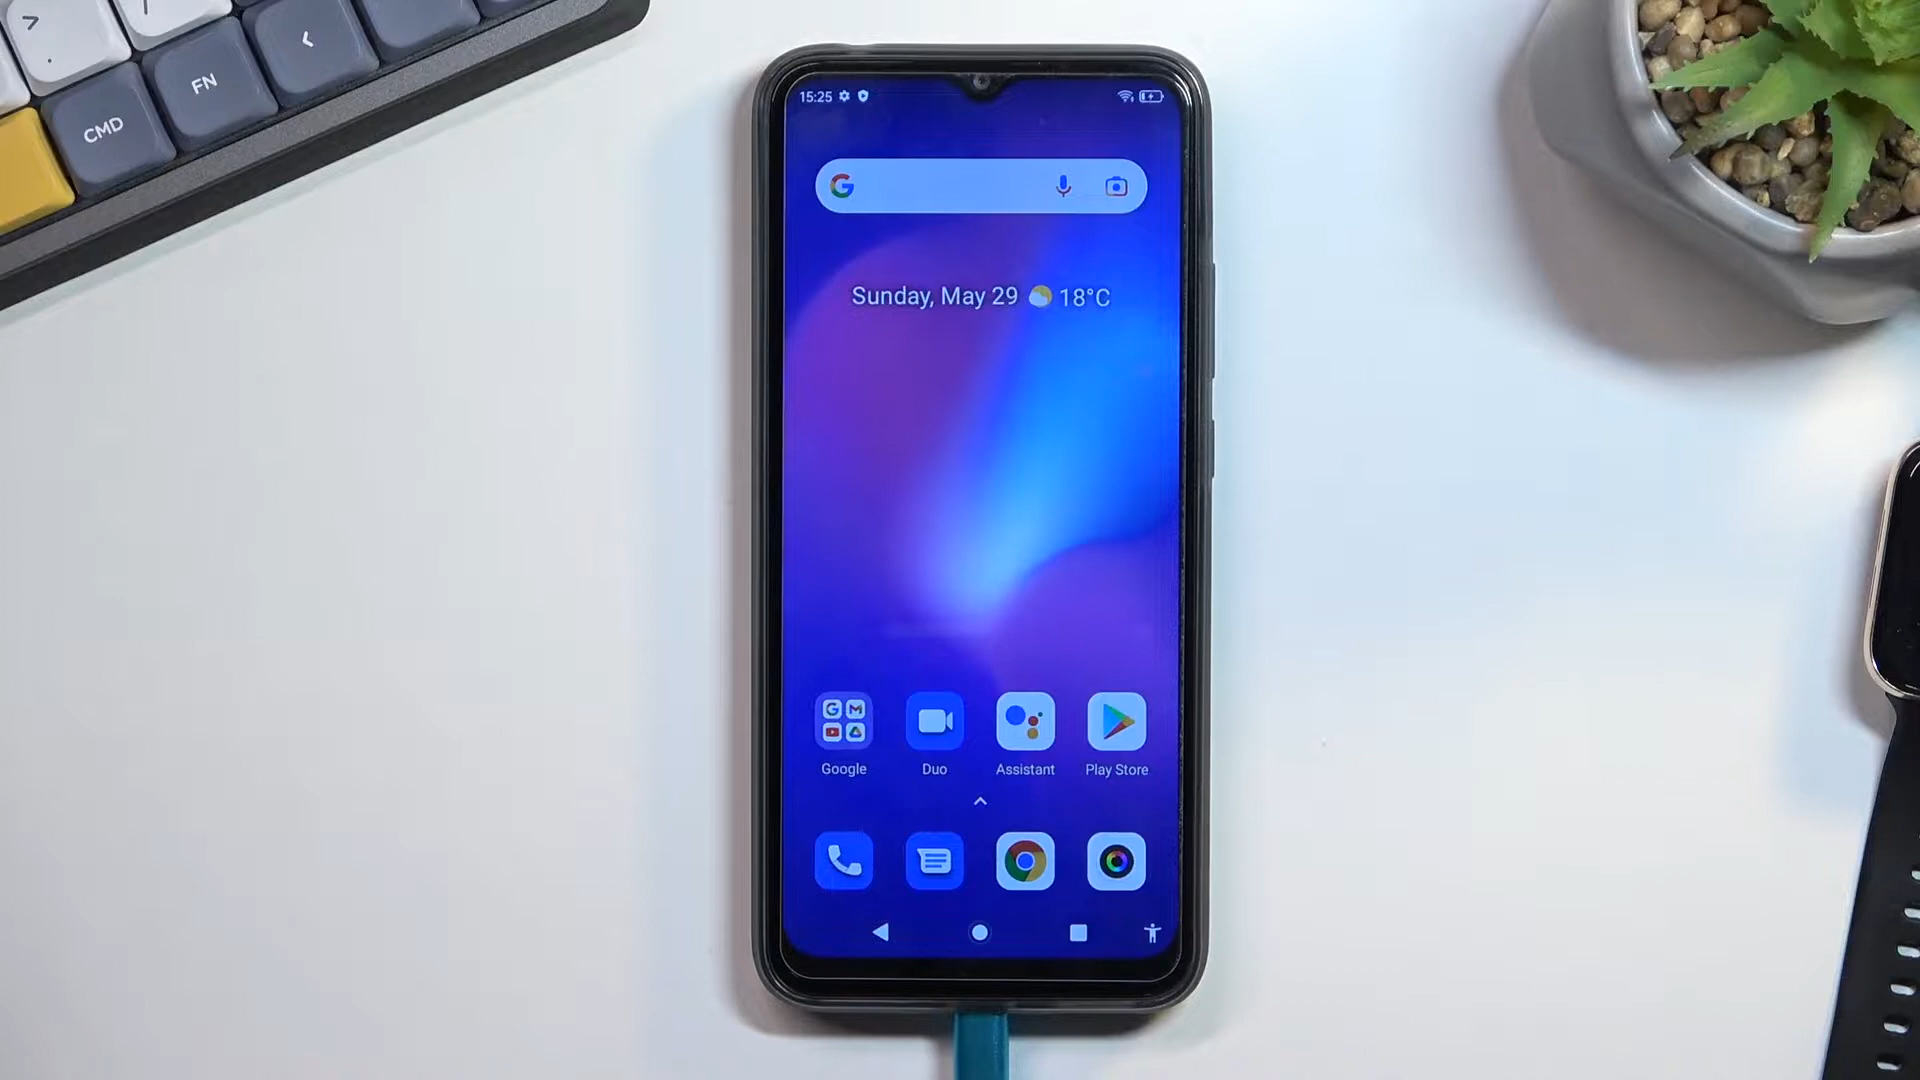 >
.
/
<
FN
CMD
15:25
Sunday, May 29 18°C
Google Duo Assistant Play Store